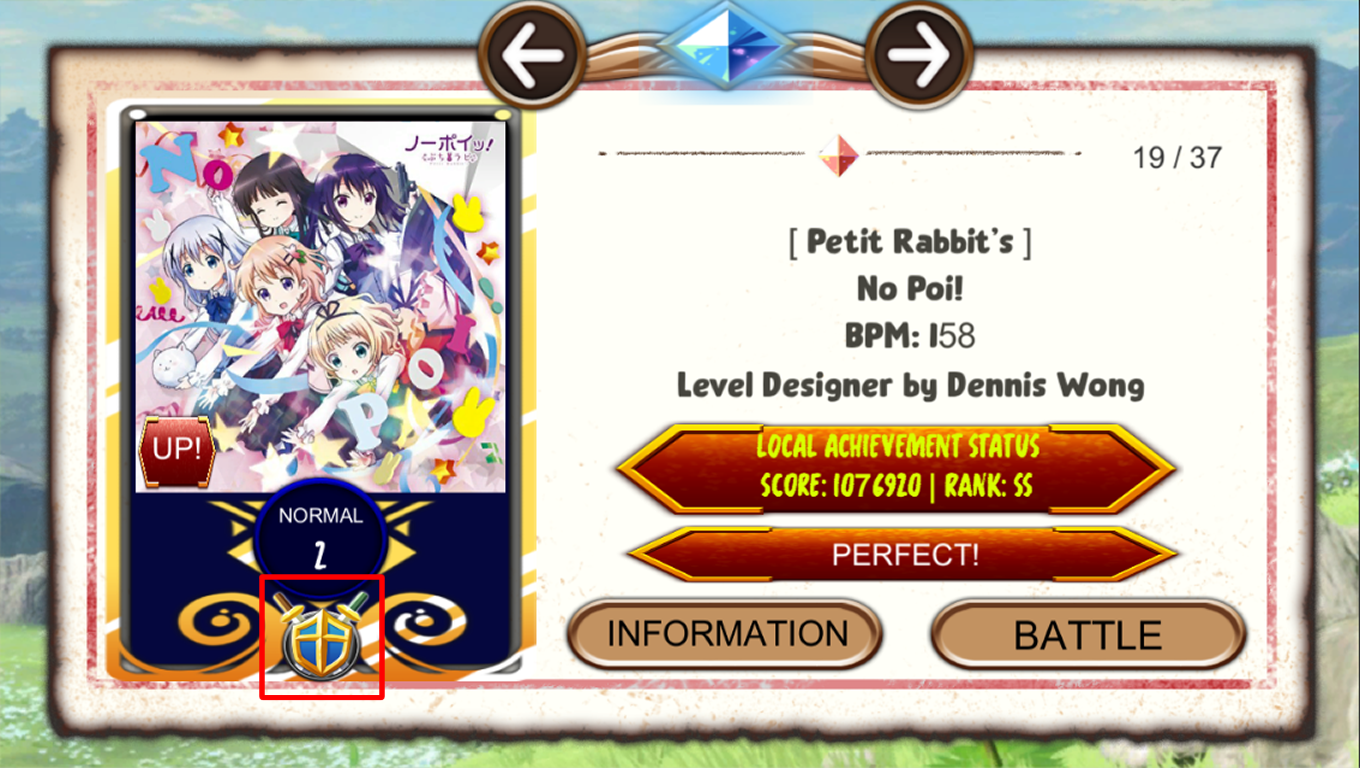 No
ノーポイッ!
All
PoI
UP!
NORMAL
2
19 / 37
[ Petit Rabbit's ]
No Poi!
BPM: 158
Level Designer by Dennis Wong
LOCAL ACHIEVEMENT STATUS
SCORE: 1076920 | RANK: SS
PERFECT!
INFORMATION
BATTLE